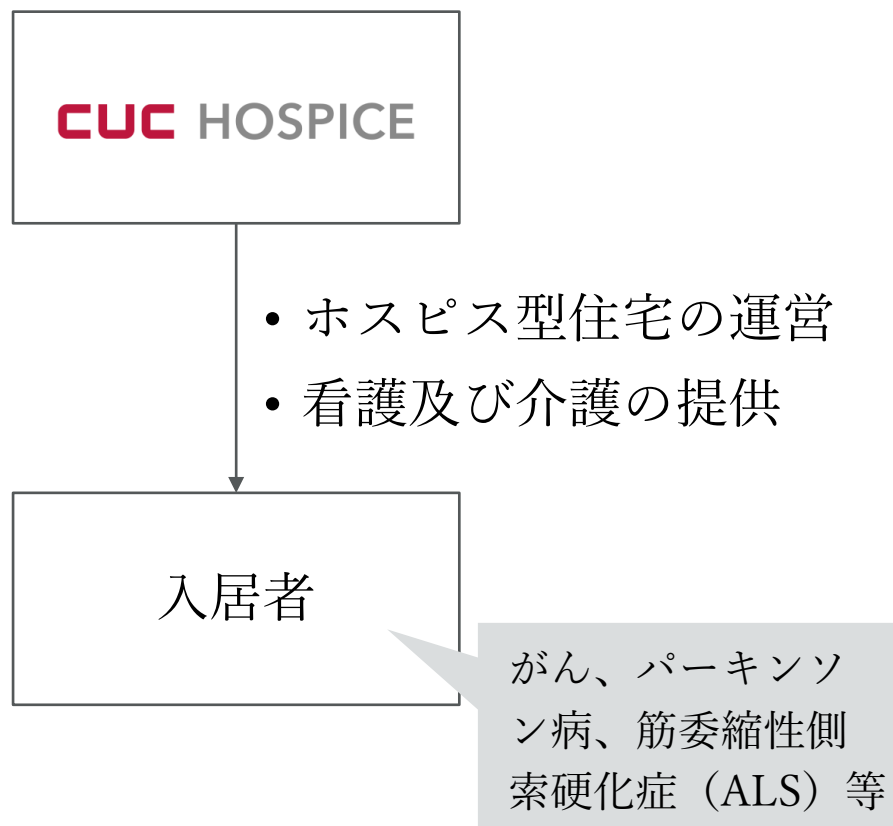 CUC HOSPICE
• ホスピス型住宅の運営
• 看護及び介護の提供
入居者
がん、パーキンソ
ン病、筋委縮性側
索硬化症（ALS）等